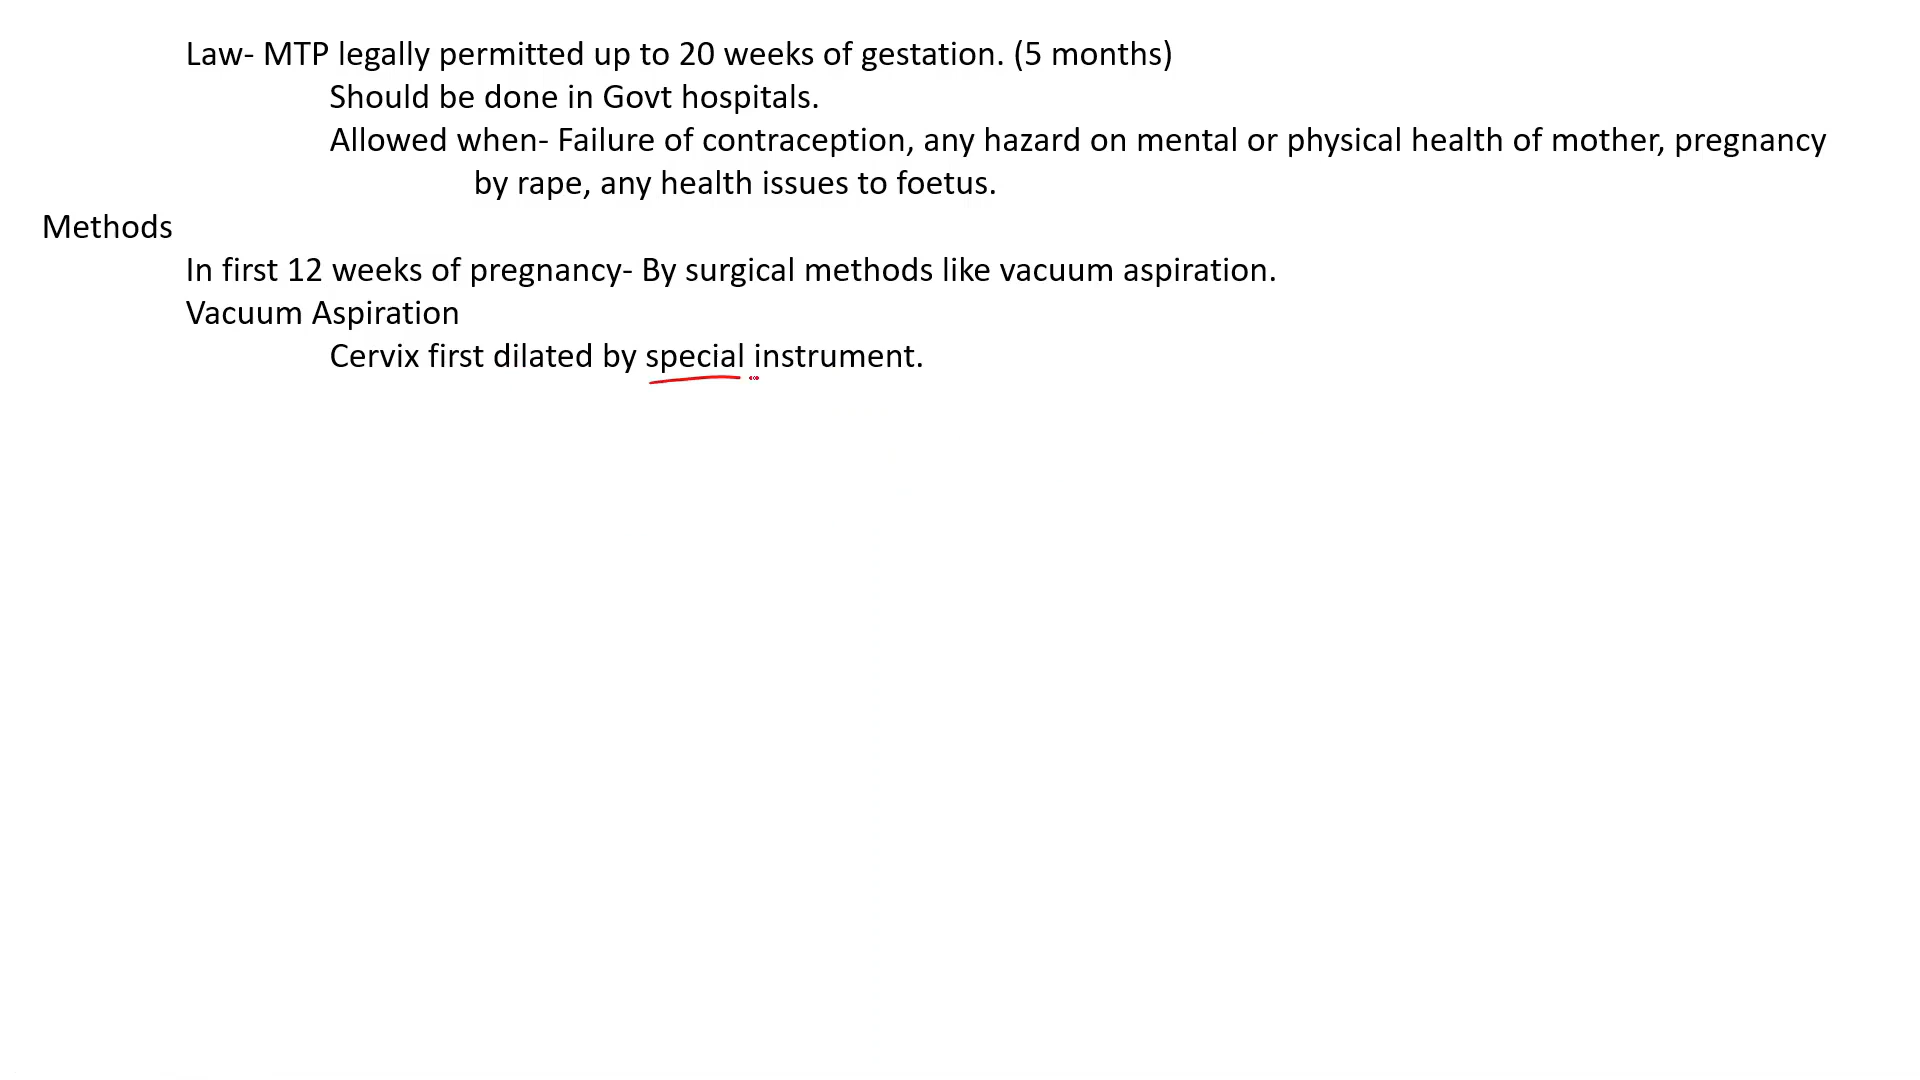 Law- MTP legally permitted up to 20 weeks of gestation. (5 months)
Should be done in Govt hospitals.
Allowed when- Failure of contraception, any hazard on mental or physical health of mother, pregnancy
by rape, any health issues to foetus.
Methods
In first 12 weeks of pregnancy- By surgical methods like vacuum aspiration.
Vacuum Aspiration
Cervix first dilated by special instrument.